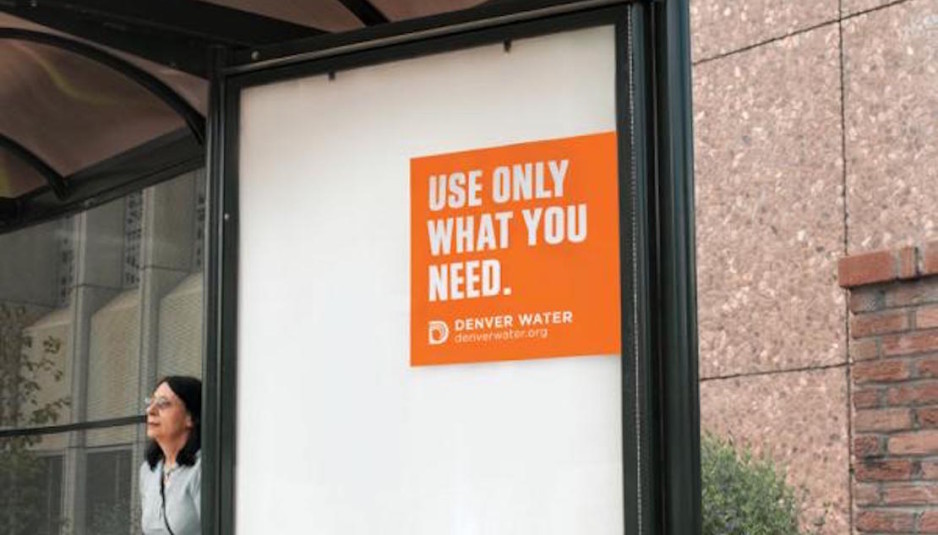 USE ONLY
WHAT YOU
NEED.
DENVER WATER
denverwater.org